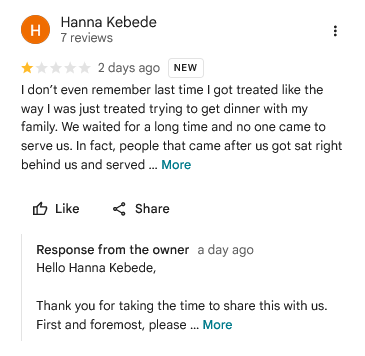 H
Hanna Kebede
7 reviews
2 days ago NEW
I don’t even remember last time I got treated like the
way I was just treated trying to get dinner with my
family. We waited for a long time and no one came to
serve us. In fact, people that came after us got sat right
behind us and served ... More
Like Share
Response from the owner a day ago
Hello Hanna Kebede,
Thank you for taking the time to share this with us.
First and foremost, please ... More